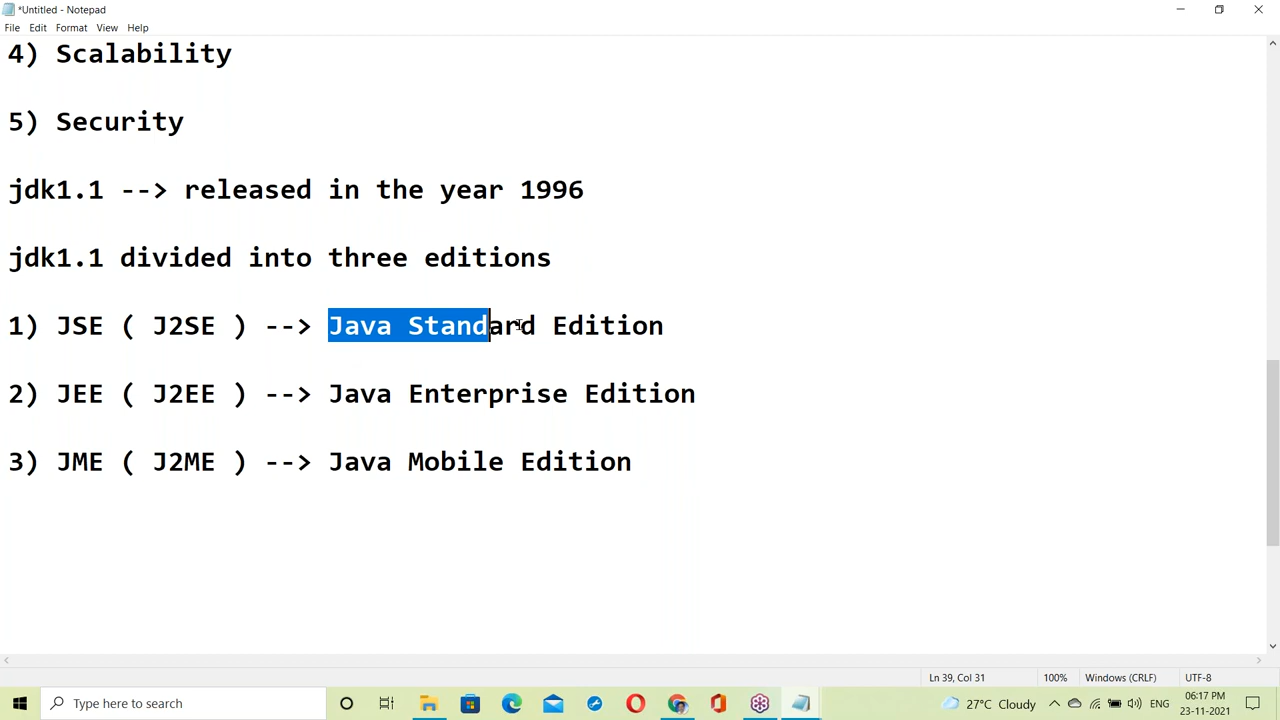 *Untitled - Notepad
File Edit Format View Help
4) Scalability
5) Security
jdk1.1 --> released in the year 1996
jdk1.1 divided into three editions
1) JSE ( J2SE ) --> Java Standard Edition
2) JEE ( J2EE ) --> Java Enterprise Edition
3) JME ( J2ME ) --> Java Mobile Edition
Ln 39, Col 31 100% Windows (CRLF) UTF-8
Type here to search 27°C Cloudy ENG 06:17 PM
23-11-2021